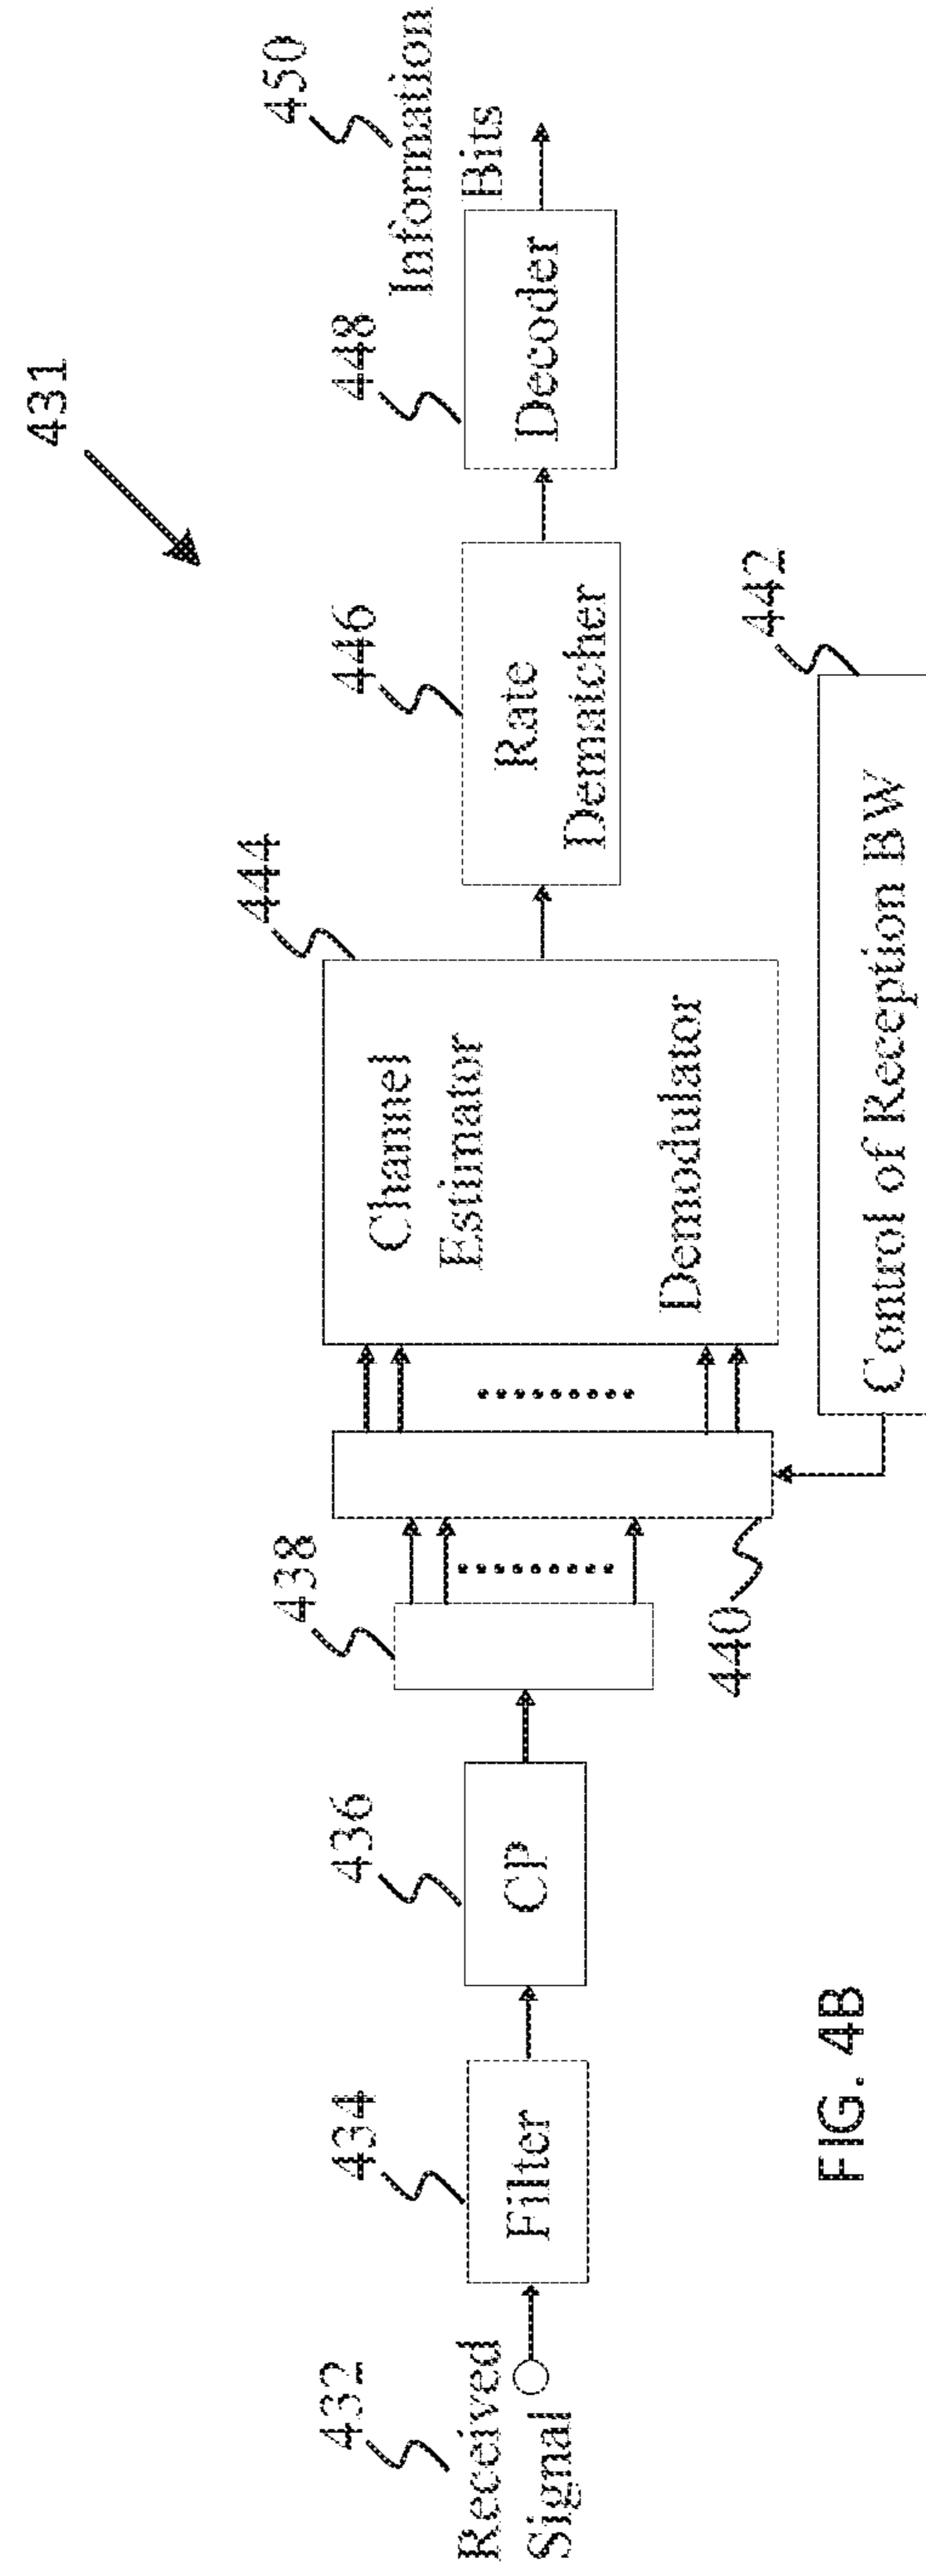 431
432
Received
Signal
434
Filter
436
CP
438
440
444
Channel
Estimator
Demodulator
446
Rate
Dematcher
448
Decoder
450
Information
Bits
442
Control of Reception BW
FIG. 4B